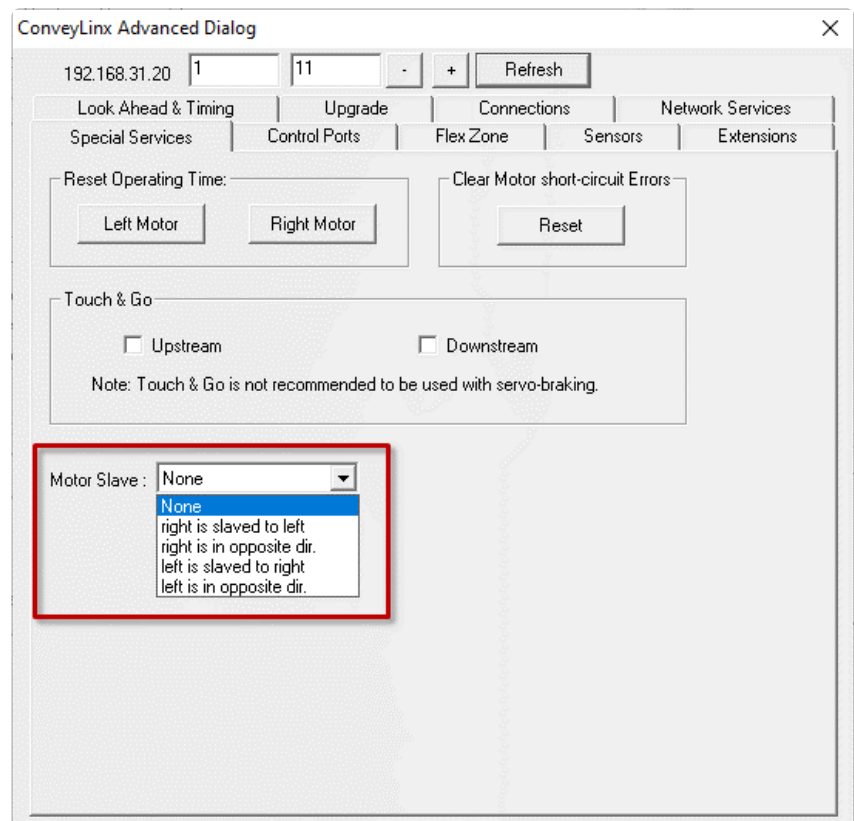 ConveyLinx Advanced Dialog
192.168.31.20 1 11 - + Refresh
Look Ahead & Timing Upgrade Connections Network Services
Special Services Control Ports Flex Zone Sensors Extensions
Reset Operating Time: Clear Motor short-circuit Errors
Left Motor Right Motor Reset
Touch & Go
Upstream Downstream
Note: Touch & Go is not recommended to be used with servo-braking.
Motor Slave : None
None
right is slaved to left
right is in opposite dir.
left is slaved to right
left is in opposite dir.